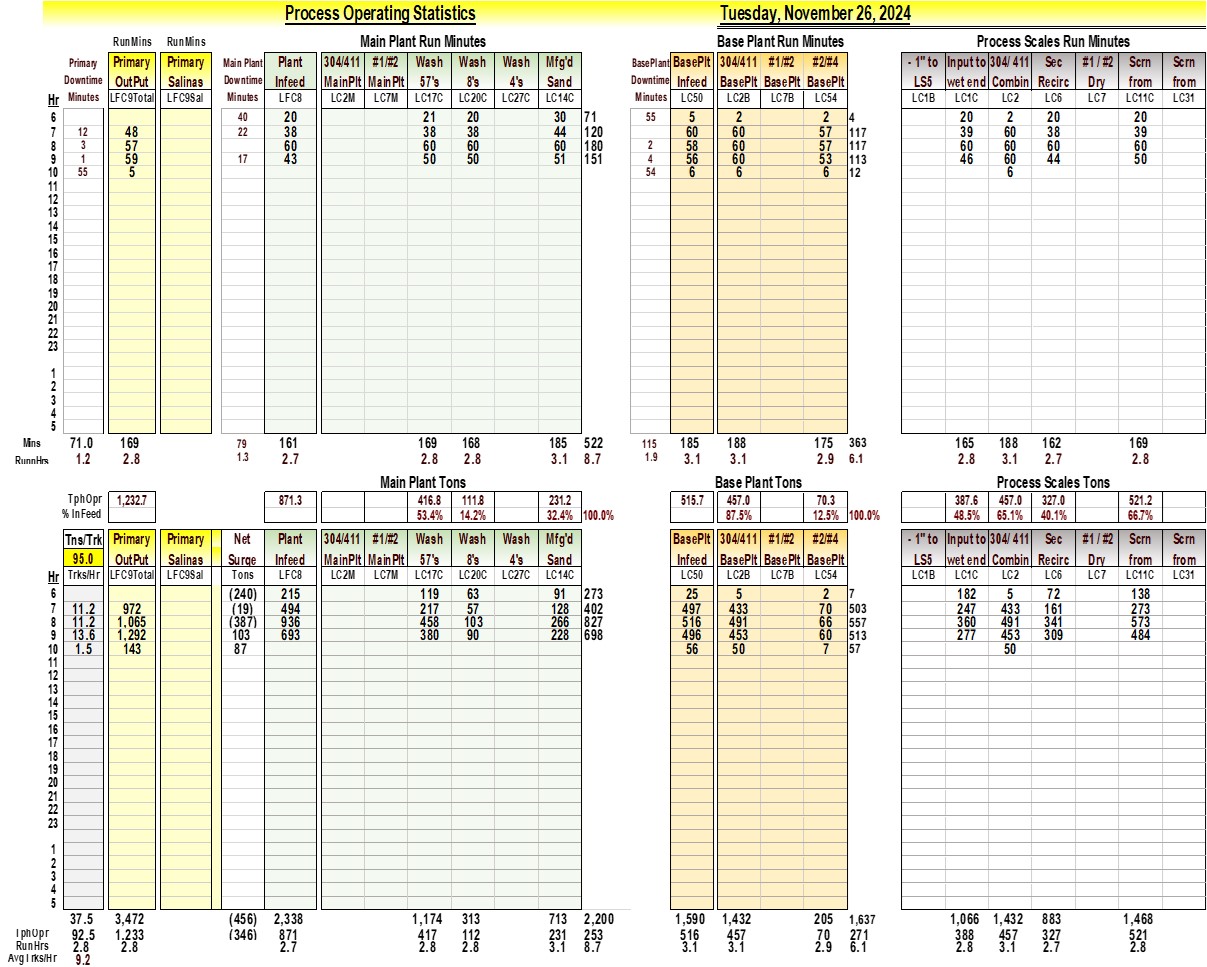 Process Operating Statistics Tuesday, November 26, 2024
RunMins RunMins Main Plant Run Minutes Base Plant Run Minutes Process Scales Run Minutes
Primary Primary Primary Main Plant Plant 304/411 #1/#2 Wash Wash Wash Mfg'd BasePlant BasePlt 304/411 #1/#2 #2/#4 - 1" to Input to 304/ 411 Sec #1 / #2 Scrn Scrn
Downtime OutPut Salinas Downtime Infeed MainPlt MainPlt 57's 8's 4's Sand Downtime Infeed BasePlt BasePlt BasePlt LS5 wet end Combin Recirc Dry from from
Hr Minutes LFC9Total LFC9Sal Minutes LFC8 LC2M LC7M LC17C LC20C LC27C LC14C Minutes LC50 LC2B LC7B LC54 LC1B LC1C LC2 LC6 LC7 LC11C LC31
6 40 20 21 20 30 71 55 5 2 2 4 20 2 20 20
7 12 48 22 38 38 38 44 120 60 60 57 117 39 60 38 39
8 3 57 60 60 60 60 180 2 58 60 57 117 60 60 60 60
9 1 59 17 43 50 50 51 151 4 56 60 53 113 46 60 44 50
10 55 5 54 6 6 6 12 6
11
12
13
14
15
16
17
18
19
20
21
22
23
1
2
3
4
5
Mins 71.0 169 79 161 169 168 185 522 115 185 188 175 363 165 188 162 169
RunnHrs 1.2 2.8 1.3 2.7 2.8 2.8 3.1 8.7 1.9 3.1 3.1 2.9 6.1 2.8 3.1 2.7 2.8
Main Plant Tons Base Plant Tons Process Scales Tons
TphOpr 1,232.7 871.3 416.8 111.8 231.2 515.7 457.0 70.3 387.6 457.0 327.0 521.2
% InFeed 53.4% 14.2% 32.4% 100.0% 87.5% 12.5% 100.0% 48.5% 65.1% 40.1% 66.7%
Tns/Trk Primary Primary Net Plant 304/411 #1/#2 Wash Wash Wash Mfg'd BasePlt 304/411 #1/#2 #2/#4 - 1" to Input to 304/ 411 Sec #1 / #2 Scrn Scrn
95.0 OutPut Salinas Surge Infeed MainPlt MainPlt 57's 8's 4's Sand Infeed BasePlt BasePlt BasePlt LS5 wet end Combin Recirc Dry from from
Hr Trks/Hr LFC9Total LFC9Sal Tons LFC8 LC2M LC7M LC17C LC20C LC27C LC14C LC50 LC2B LC7B LC54 LC1B LC1C LC2 LC6 LC7 LC11C LC31
6 (240) 215 119 63 91 273 25 5 2 7 182 5 72 138
7 11.2 972 (19) 494 217 57 128 402 497 433 70 503 247 433 161 273
8 11.2 1,065 (387) 936 458 103 266 827 516 491 66 557 360 491 341 573
9 13.6 1,292 103 693 380 90 228 698 496 453 60 513 277 453 309 484
10 1.5 143 87 56 50 7 57 50
11
12
13
14
15
16
17
18
19
20
21
22
23
1
2
3
4
5
37.5 3,472 (456) 2,338 1,174 313 713 2,200 1,590 1,432 205 1,637 1,066 1,432 883 1,468
TphOpr 92.5 1,233 (346) 871 417 112 231 253 516 457 70 271 388 457 327 521
RunHrs 2.8 2.8 2.7 2.8 2.8 3.1 8.7 3.1 3.1 2.9 6.1 2.8 3.1 2.7 2.8
AvgTrks/Hr 9.2